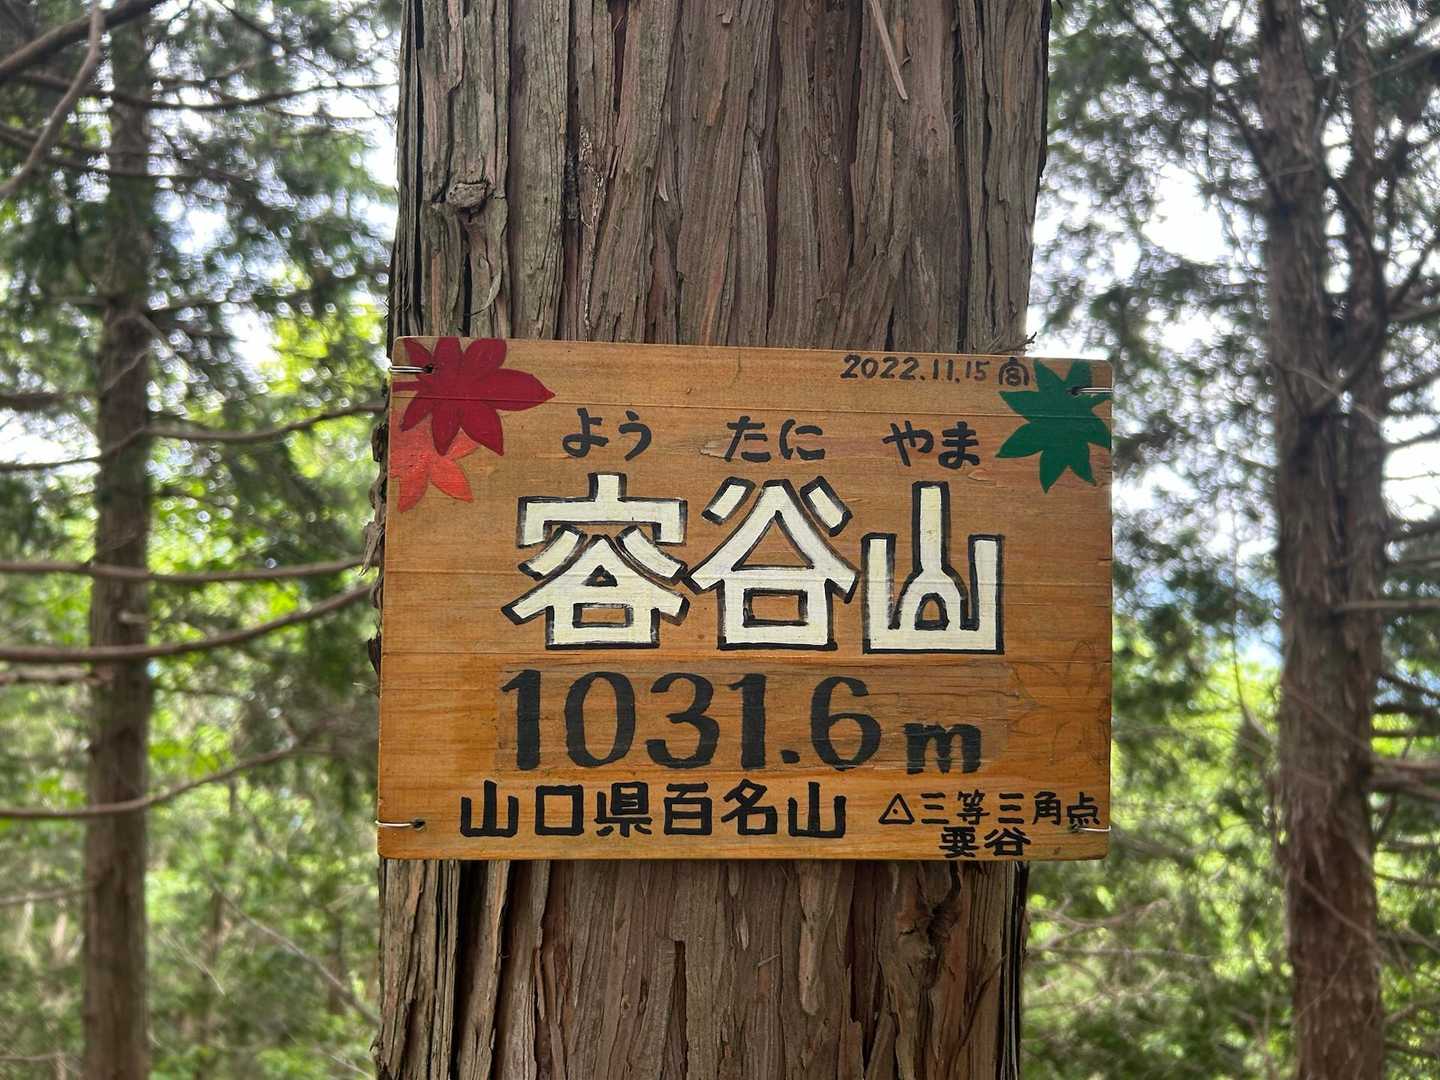 2022.11.15 宮
よう たに やま
容谷山
1031.6m
山口県百名山
△三等三角点
要谷